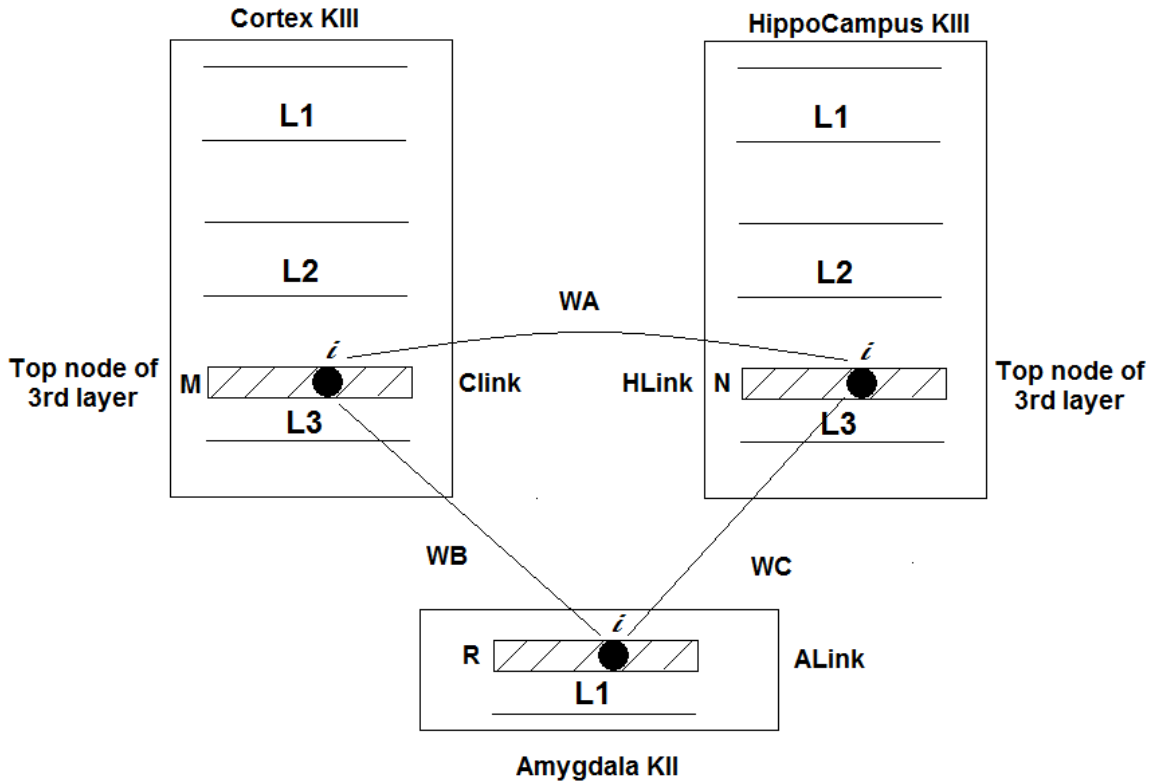 Cortex KIII
HippoCampus KIII
L1
L1
L2
L2
WA
i
i
Top node of
3rd layer
M
Clink
HLink
N
Top node of
3rd layer
L3
L3
WB
WC
i
R
ALink
L1
Amygdala KII